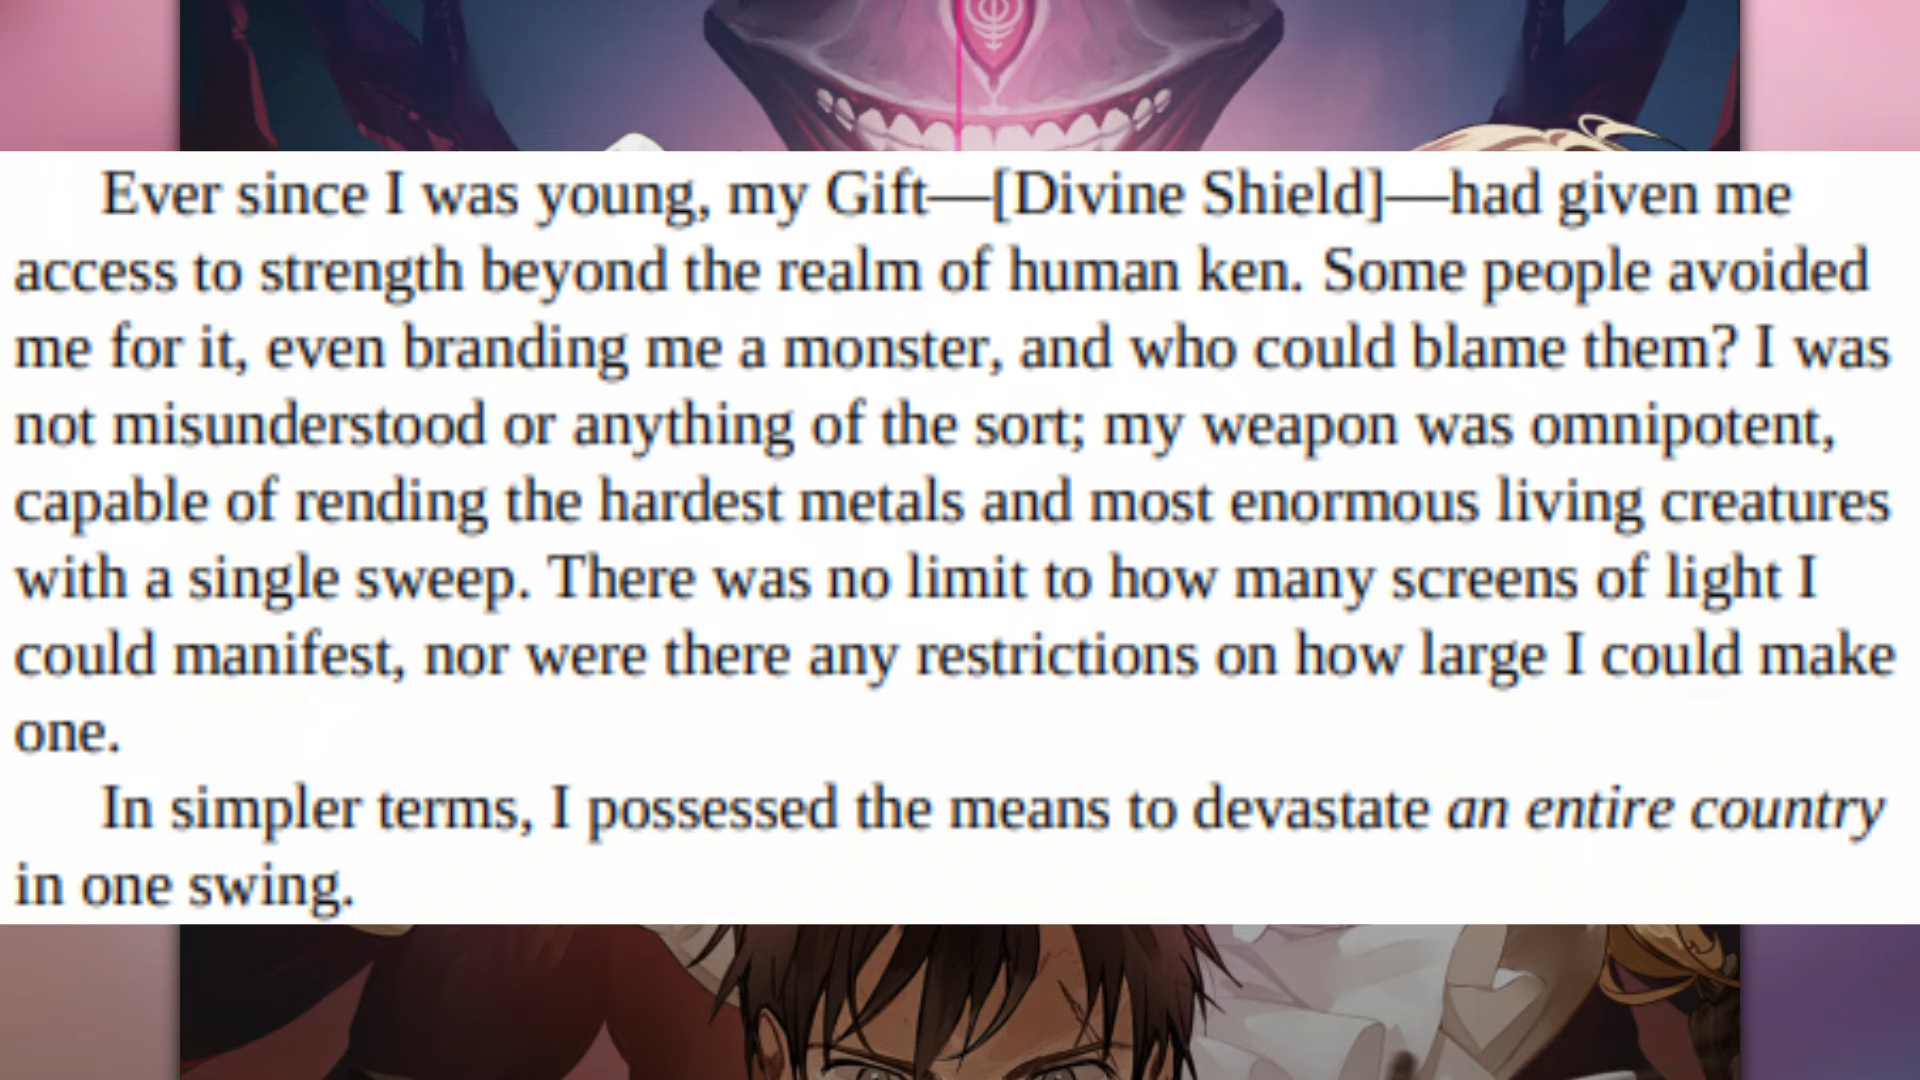 Ever since I was young, my Gift—[Divine Shield]—had given me
access to strength beyond the realm of human ken. Some people avoided
me for it, even branding me a monster, and who could blame them? I was
not misunderstood or anything of the sort; my weapon was omnipotent,
capable of rending the hardest metals and most enormous living creatures
with a single sweep. There was no limit to how many screens of light I
could manifest, nor were there any restrictions on how large I could make
one.
In simpler terms, I possessed the means to devastate an entire country
in one swing.